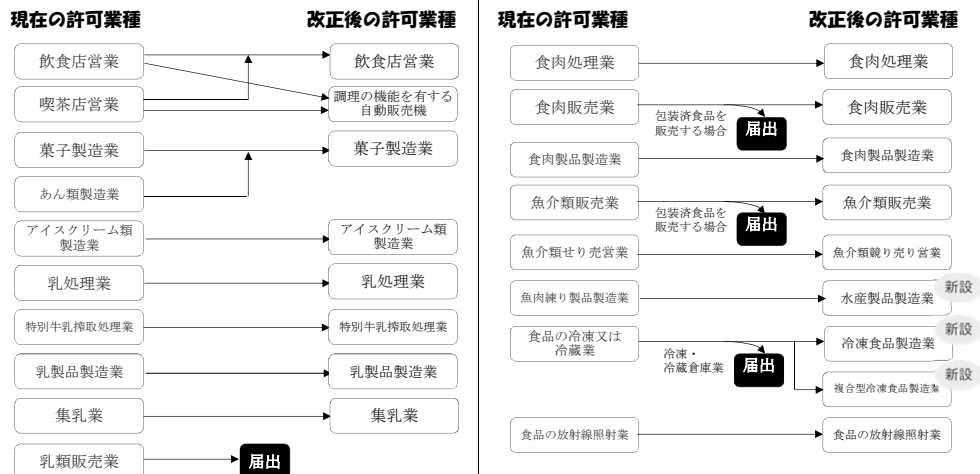 現在の許可業種
改正後の許可業種
飲食店営業
飲食店営業
喫茶店営業
調理の機能を有する
自動販売機
菓子製造業
菓子製造業
あん類製造業
アイスクリーム類
製造業
アイスクリーム類
製造業
乳処理業
乳処理業
特別牛乳搾取処理業
特別牛乳搾取処理業
乳製品製造業
乳製品製造業
集乳業
集乳業
乳類販売業
届出
現在の許可業種
改正後の許可業種
食肉処理業
食肉処理業
食肉販売業
包装済食品を
販売する場合
届出
食肉販売業
食肉製品製造業
食肉製品製造業
魚介類販売業
包装済食品を
販売する場合
届出
魚介類販売業
魚介類せり売営業
魚介類競り売り営業
魚肉練り製品製造業
水産製品製造業
新設
食品の冷凍又は
冷蔵業
冷凍・
冷蔵倉庫業
届出
冷凍食品製造業
新設
複合型冷凍食品製造業
新設
食品の放射線照射業
食品の放射線照射業